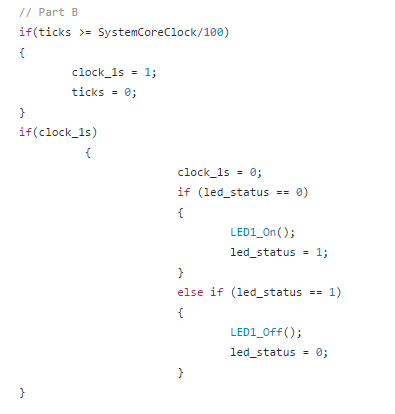 // Part B
if(ticks >= SystemCoreClock/100)
{
clock_1s = 1;
ticks = 0;
}
if(clock_1s)
{
clock_1s = 0;
if (led_status == 0)
{
LED1_On();
led_status = 1;
}
else if (led_status == 1)
{
LED1_Off();
led_status = 0;
}
}